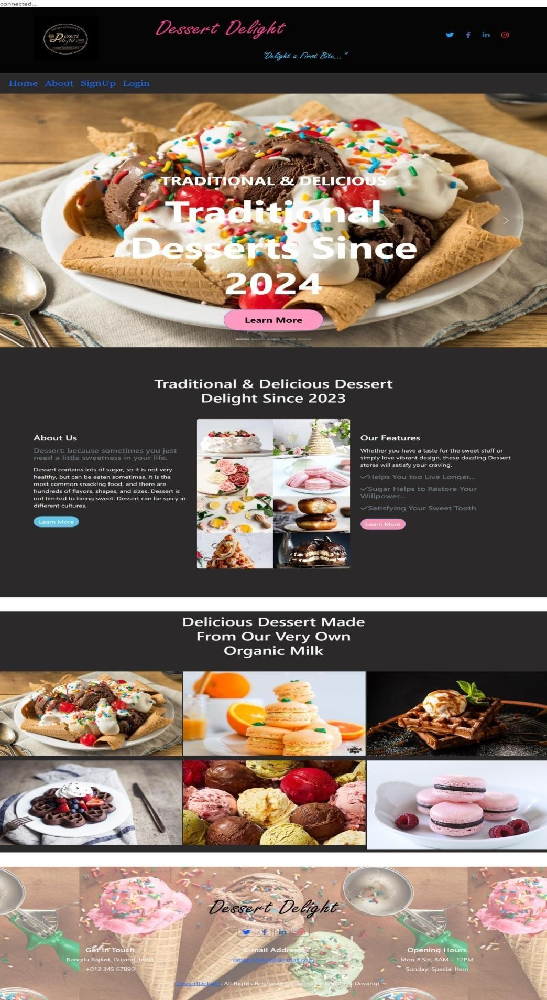 connected....
DELIGHT AT FIRST BITE
Dessert
Delight
Dessert Delight
"Delight a First Bite..."
Home About SignUp Login
TRADITIONAL & DELICIOUS
Traditional
Desserts Since
2024
Learn More
Traditional & Delicious Dessert
Delight Since 2023
About Us
Dessert: because sometimes you just
need a little sweetness in your life.
Dessert contains lots of sugar, so it is not very
healthy, but can be eaten sometimes. It is the
most common snacking food, and there are
hundreds of flavors, shapes, and sizes. Dessert is
not limited to being sweet. Dessert can be spicy in
different cultures.
Learn More
Our Features
Whether you have a taste for the sweet stuff or
simply love vibrant design, these dazzling Dessert
stores will satisfy your craving.
✓Helps You too Live Longer...
✓Sugar Helps to Restore Your
Willpower...
✓Satisfying Your Sweet Tooth
Learn More
Delicious Dessert Made
From Our Very Own
Organic Milk
Imperial
Sugar
Dessert Delight
Get In Touch
Rangilu Rajkot, Gujarat, India
+012 345 67890
E-mail Address
dessertdelight@gmail.com
Opening Hours
Mon – Sat, 8AM – 12PM
Sunday: Special Item
© DessertDelight. All Rights Reserved. Designed by & Devangi